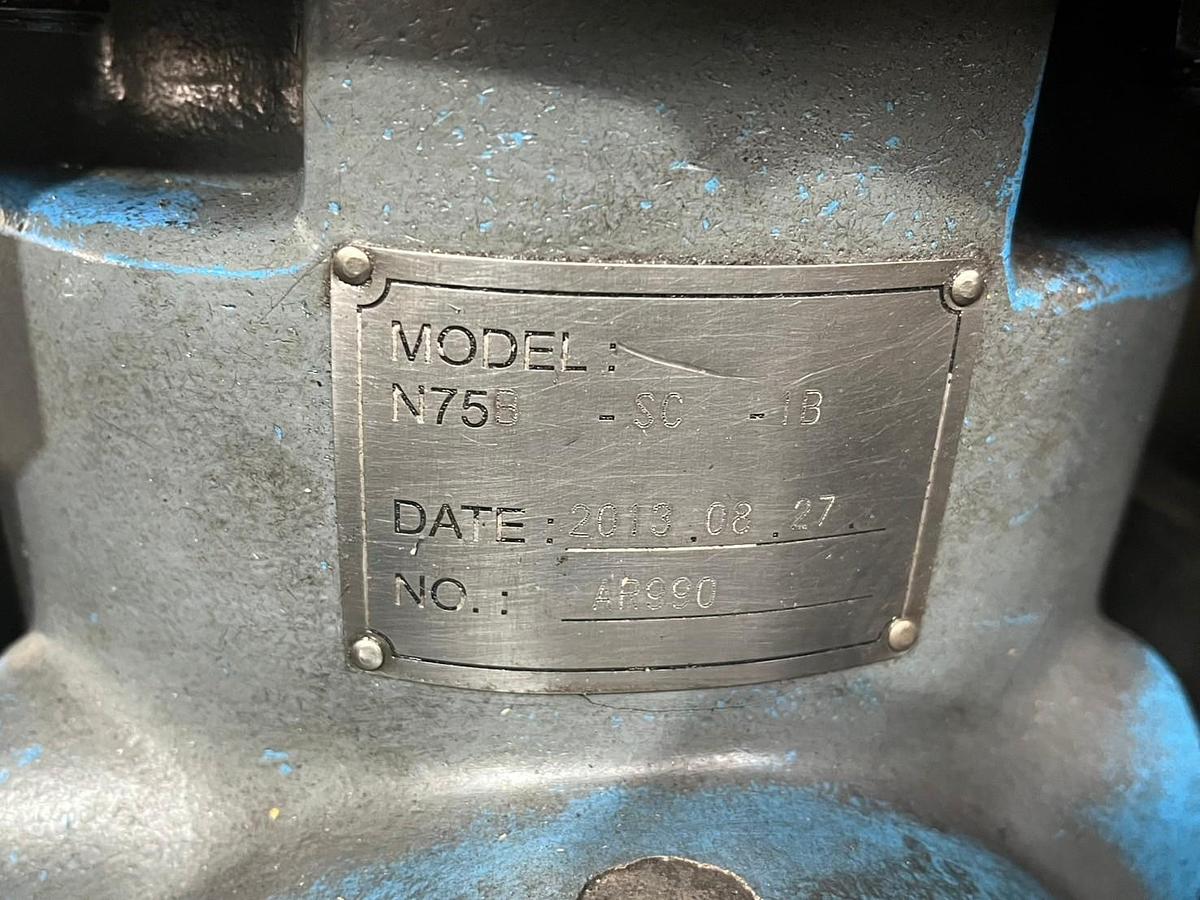 MODEL :
N75B - SC - 1B
DATE : 2013 . 08 . 27 .
NO. : AR990